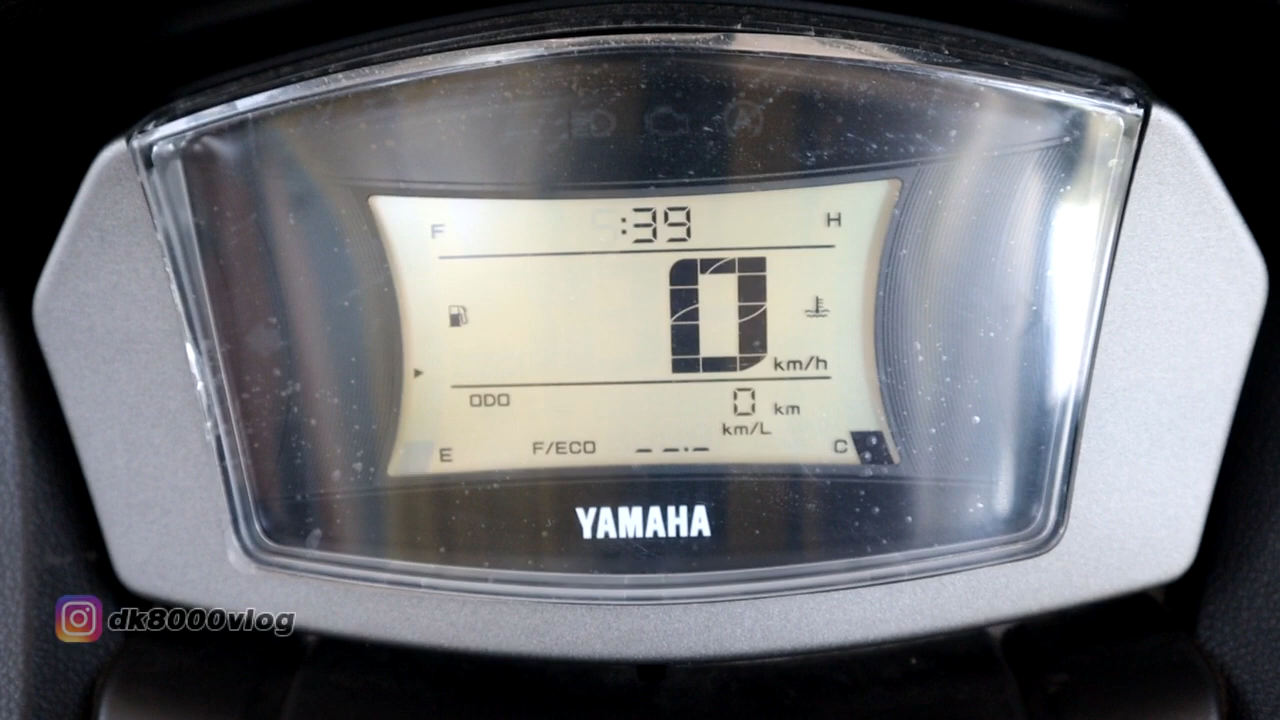 F :39 H
0 km/h
ODO 0 km
km/L
E F/ECO --.- C
YAMAHA
dk8000vlog